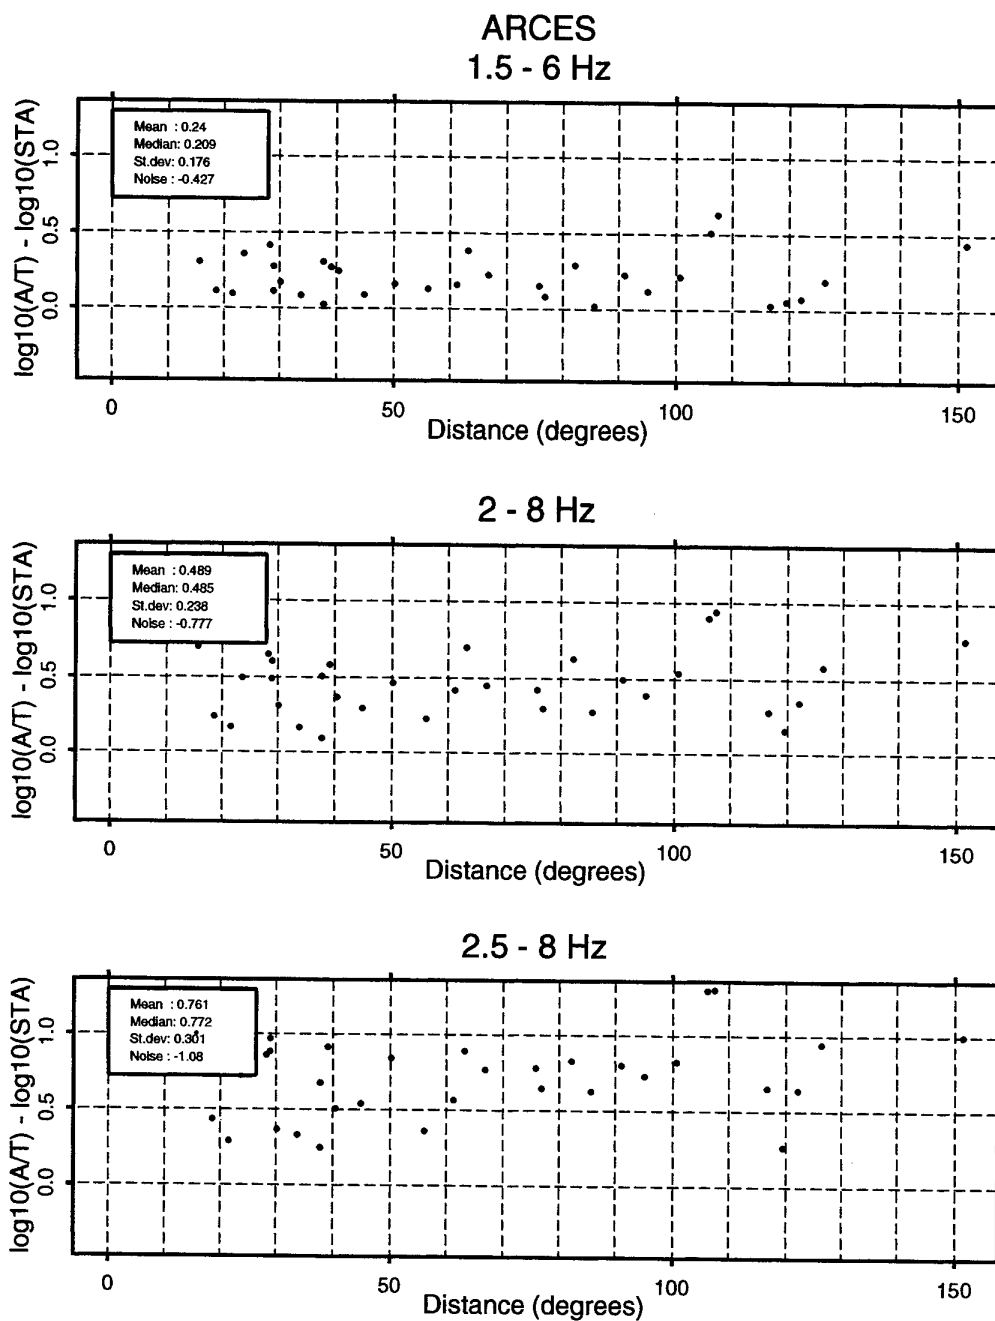 ARCES
1.5 - 6 Hz
log10(A/T) - log10(STA)
1.0
0.5
0.0
Mean : 0.24
Median: 0.209
St.dev: 0.176
Noise : -0.427
0 50 100 150
Distance (degrees)
2 - 8 Hz
log10(A/T) - log10(STA)
1.0
0.5
0.0
Mean : 0.489
Median: 0.485
St.dev: 0.238
Noise : -0.777
0 50 100 150
Distance (degrees)
2.5 - 8 Hz
log10(A/T) - log10(STA)
1.0
0.5
0.0
Mean : 0.761
Median: 0.772
St.dev: 0.301
Noise : -1.08
0 50 100 150
Distance (degrees)